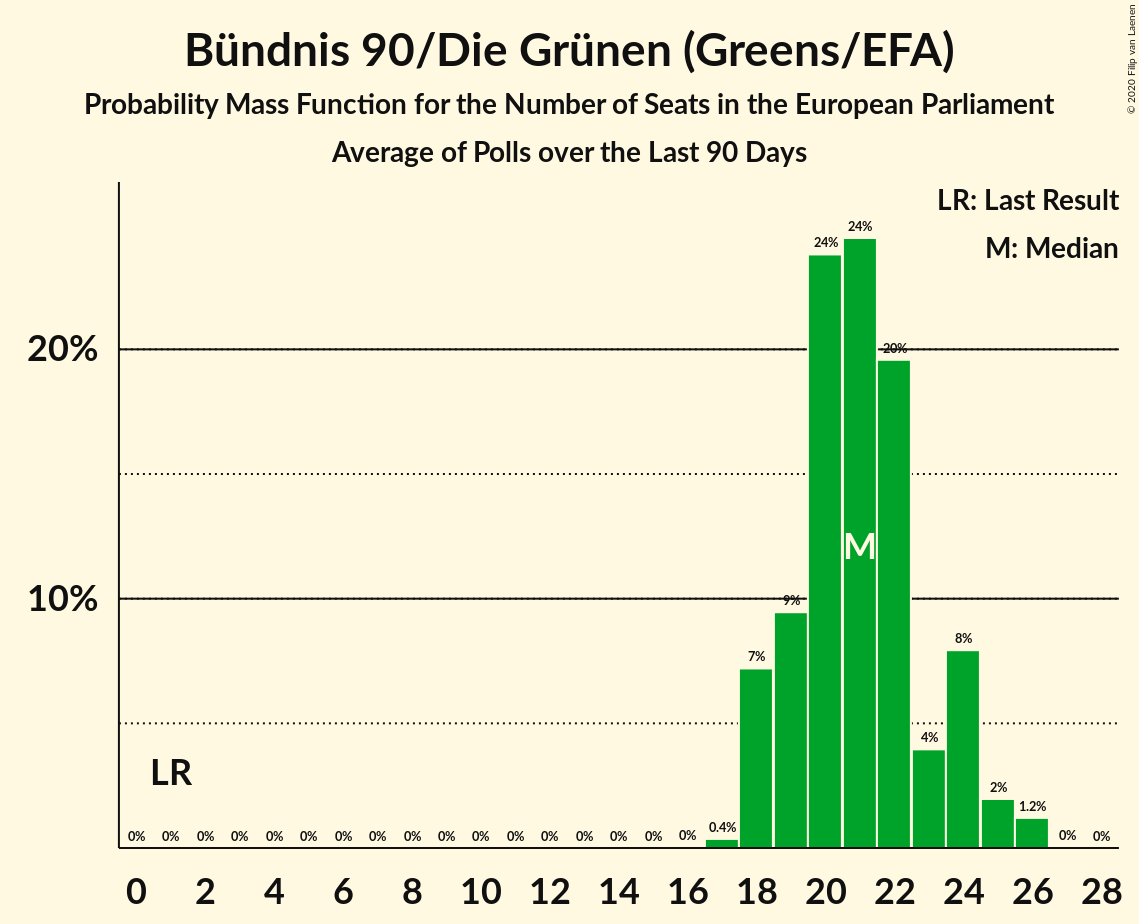 Bündnis 90/Die Grünen (Greens/EFA)
Probability Mass Function for the Number of Seats in the European Parliament
Average of Polls over the Last 90 Days
© 2020 Filip van Laenen
LR: Last Result
M: Median
20%
10%
LR
M
0% 0% 0% 0% 0% 0% 0% 0% 0% 0% 0% 0% 0% 0% 0% 0% 0% 0.4% 7% 9% 24% 24% 20% 4% 8% 2% 1.2% 0% 0%
0 2 4 6 8 10 12 14 16 18 20 22 24 26 28